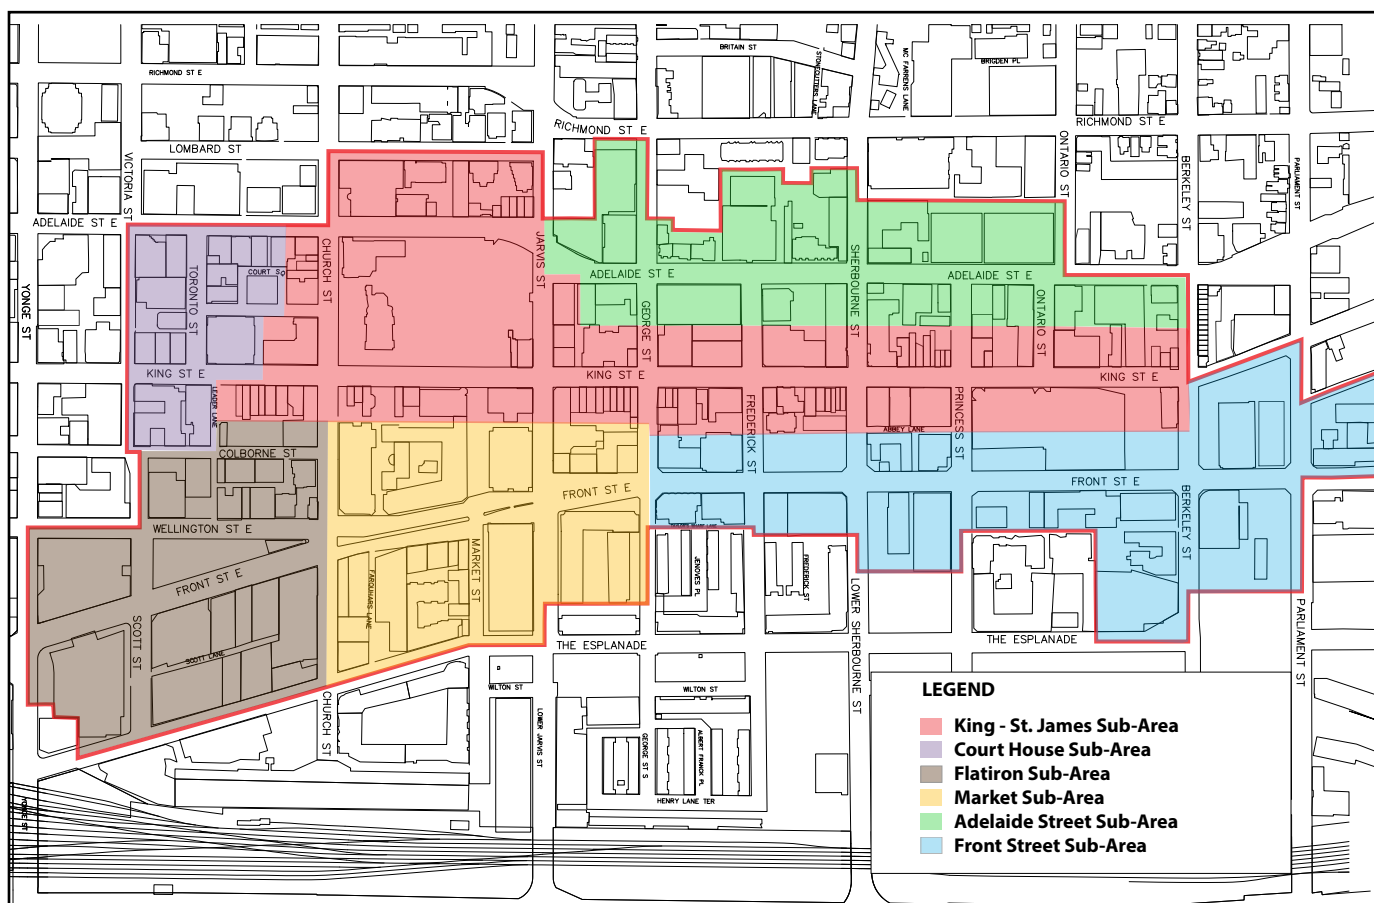 BRITAIN ST
STONECUTTERS LANE
MC FARRENS LANE
BRIGDEN PL
RICHMOND ST E
RICHMOND ST E
RICHMOND ST E
LOMBARD ST
VICTORIA ST
ONTARIO ST
BERKELEY ST
PARLIAMENT ST
ADELAIDE ST E
YONGE ST
TORONTO ST
COURT SQ
CHURCH ST
JARVIS ST
ADELAIDE ST E
GEORGE ST
SHERBOURNE ST
ADELAIDE ST E
ONTARIO ST
KING ST E
KING ST E
KING ST E
LEADER LANE
FREDERICK ST
ABBEY LANE
PRINCESS ST
COLBORNE ST
FRONT ST E
FRONT ST E
WELLINGTON ST E
BERKELEY ST
FRONT ST E
FARQUHARS LANE
MARKET ST
JENOVES PL
FREDERICK ST
LOWER SHERBOURNE ST
SCOTT ST
SCOTT LANE
THE ESPLANADE
THE ESPLANADE
PARLIAMENT ST
WILTON ST
WILTON ST
CHURCH ST
LOWER JARVIS ST
GEORGE ST S
ALBERT FRANCK PL
HENRY LANE TER
YONGE ST
LEGEND
King - St. James Sub-Area
Court House Sub-Area
Flatiron Sub-Area
Market Sub-Area
Adelaide Street Sub-Area
Front Street Sub-Area